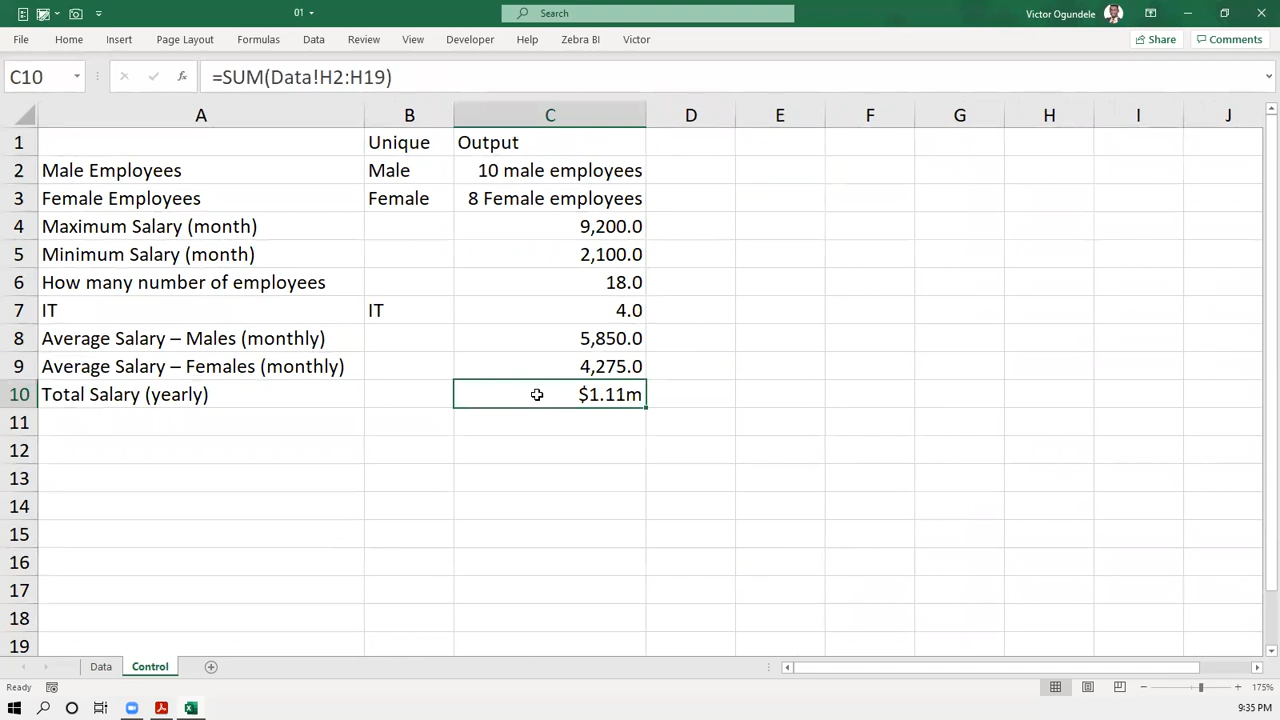 01
Search
Victor Ogundele
File Home Insert Page Layout Formulas Data Review View Developer Help Zebra BI Victor Share Comments
C10 fx =SUM(Data!H2:H19)
A B C D E F G H I J
1 Unique Output
2 Male Employees Male 10 male employees
3 Female Employees Female 8 Female employees
4 Maximum Salary (month) 9,200.0
5 Minimum Salary (month) 2,100.0
6 How many number of employees 18.0
7 IT IT 4.0
8 Average Salary – Males (monthly) 5,850.0
9 Average Salary – Females (monthly) 4,275.0
10 Total Salary (yearly) $1.11m
11
12
13
14
15
16
17
18
19
Data Control
Ready 175%
9:35 PM